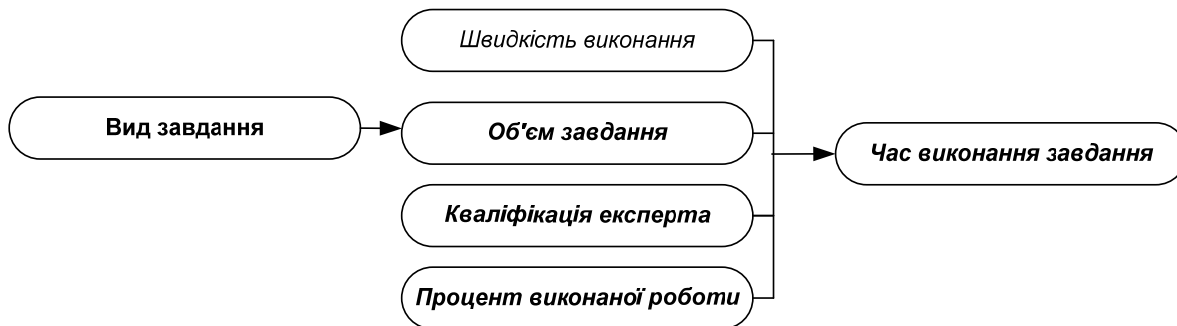 Швидкість виконання
Вид завдання
Об'єм завдання
Час виконання завдання
Кваліфікація експерта
Процент виконаної роботи